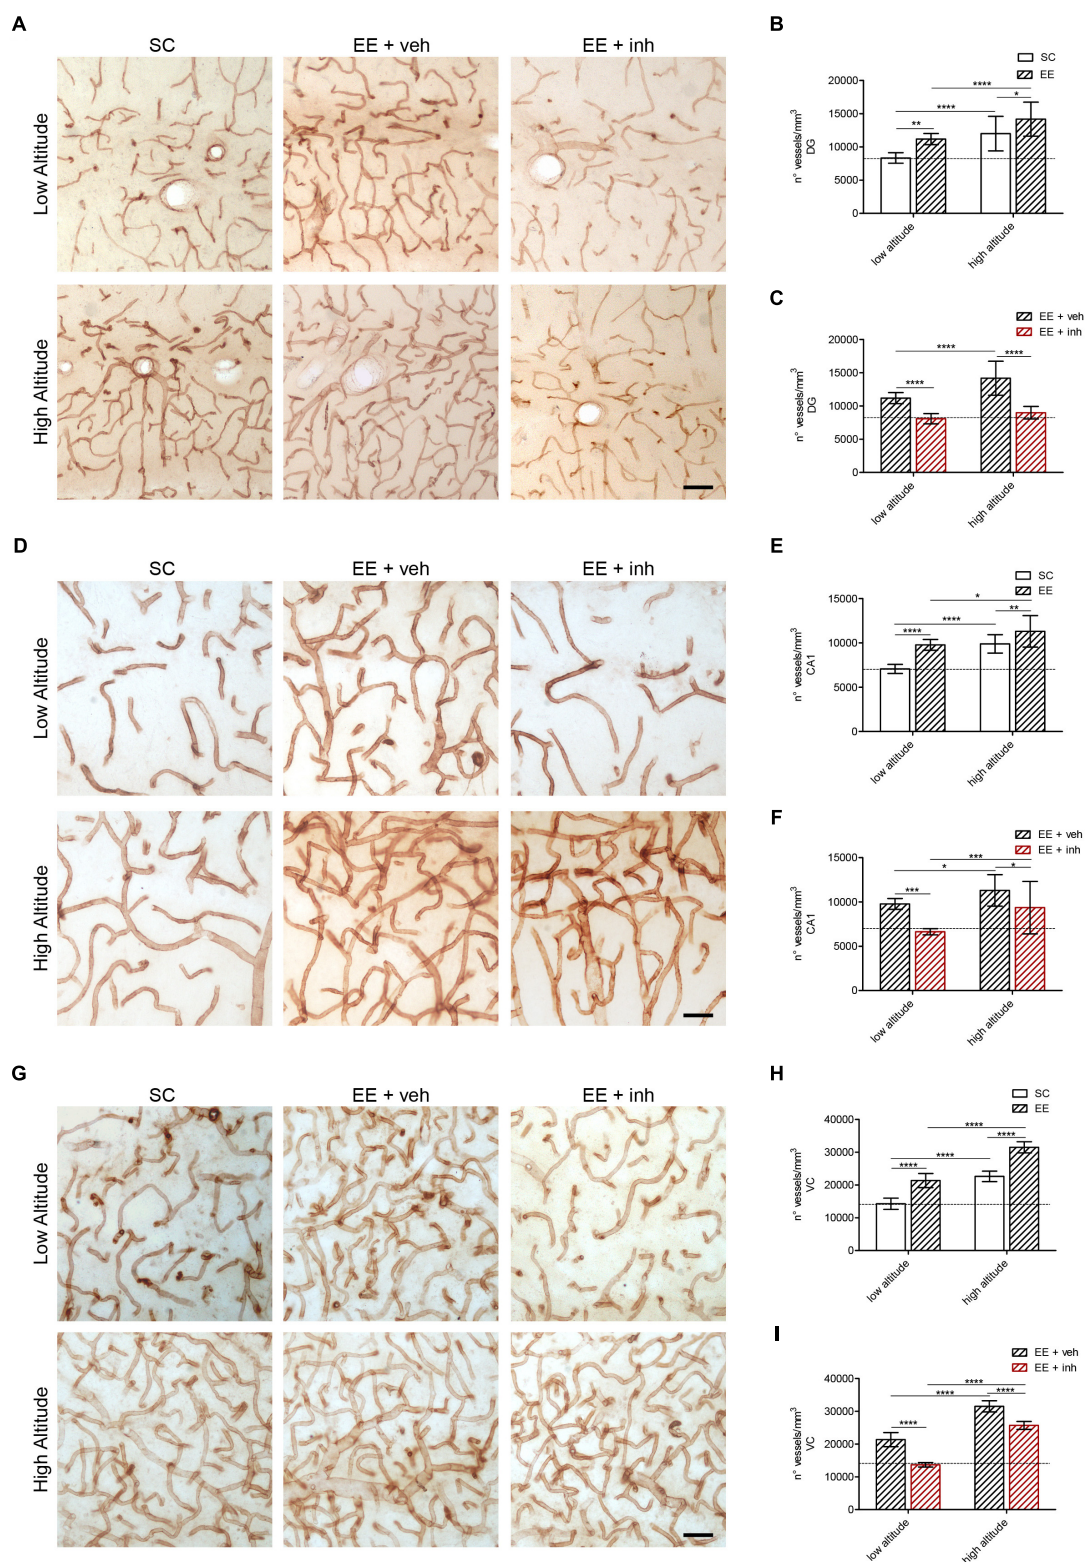 A
SC
EE + veh
EE + inh
Low Altitude
High Altitude
B
SC
EE
20000
15000
10000
5000
0
n° vessels/mm3
DG
****
*
****
**
low altitude
high altitude
C
EE + veh
EE + inh
20000
15000
10000
5000
0
n° vessels/mm3
DG
****
****
****
low altitude
high altitude
D
SC
EE + veh
EE + inh
Low Altitude
High Altitude
E
SC
EE
15000
10000
5000
0
n° vessels/mm3
CA1
*
**
****
****
low altitude
high altitude
F
EE + veh
EE + inh
15000
10000
5000
0
n° vessels/mm3
CA1
***
*
*
***
low altitude
high altitude
G
SC
EE + veh
EE + inh
Low Altitude
High Altitude
H
SC
EE
40000
30000
20000
10000
0
n° vessels/mm3
VC
****
****
****
****
low altitude
high altitude
I
EE + veh
EE + inh
40000
30000
20000
10000
0
n° vessels/mm3
VC
****
****
****
****
low altitude
high altitude